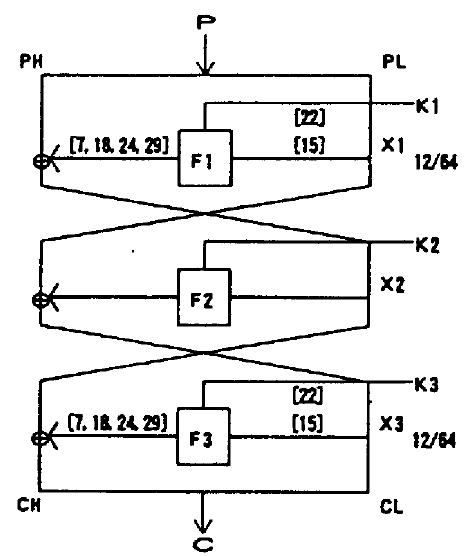 P
PH PL
K1
[22]
[7, 18, 24, 29] F1 [15] X1
12/64
K2
F2 X2
K3
[22]
[7, 18, 24, 29] F3 [15] X3
12/64
CH CL
C